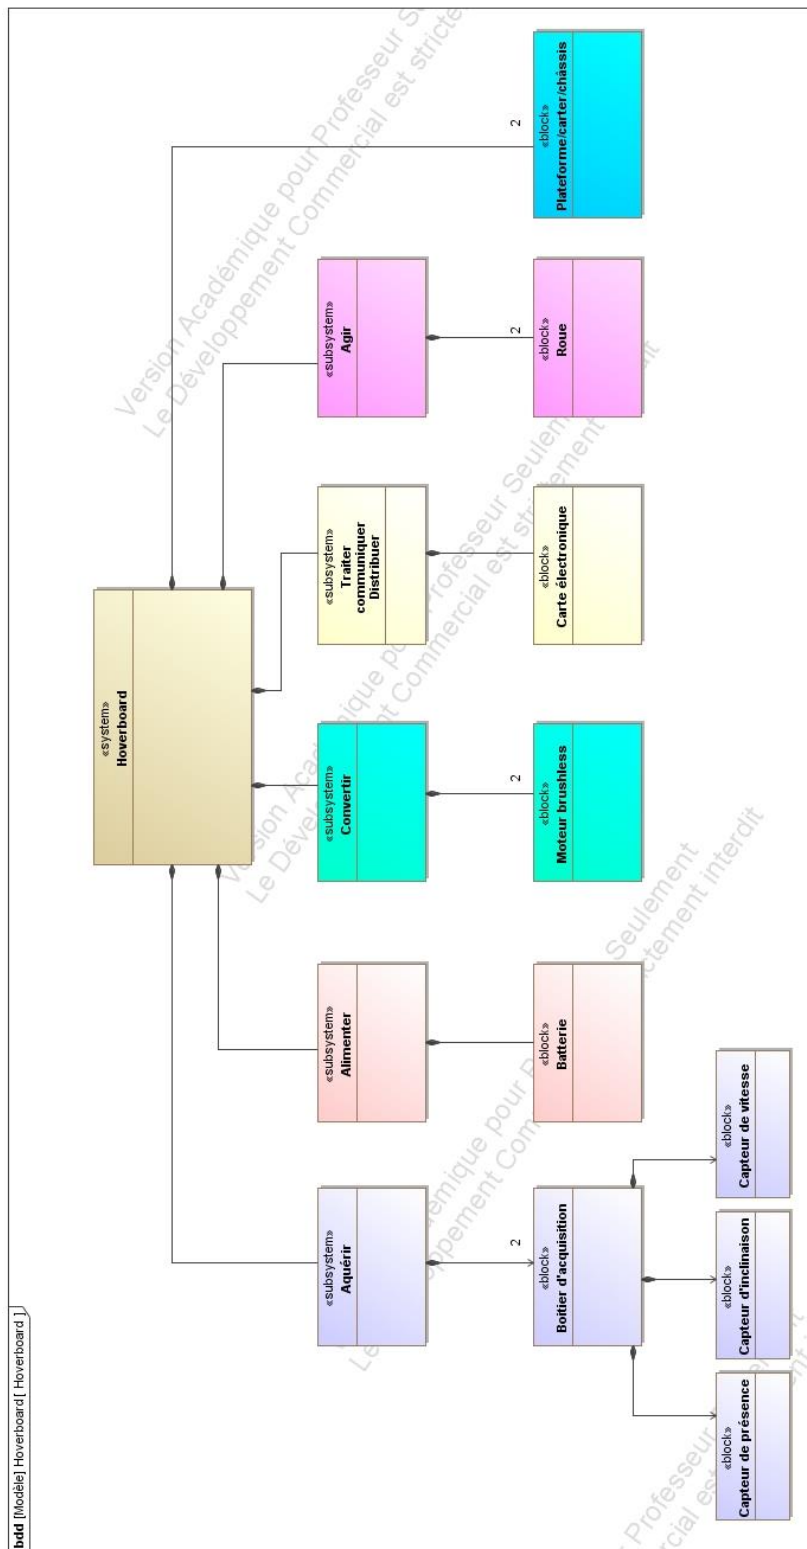 bdd [Modèle] Hoverboard [ Hoverboard ]
«system»
Hoverboard
«subsystem»
Aquérir
«subsystem»
Alimenter
«subsystem»
Convertir
«subsystem»
Traiter
communiquer
Distribuer
«subsystem»
Agir
2
2
2
2
«block»
Boitier d'acquisition
«block»
Batterie
«block»
Moteur brushless
«block»
Carte électronique
«block»
Roue
«block»
Plateforme/carter/châssis
«block»
Capteur de présence
«block»
Capteur d'inclinaison
«block»
Capteur de vitesse
Version Académique pour Professeur Seulement
Le Développement Commercial est strictement interdit